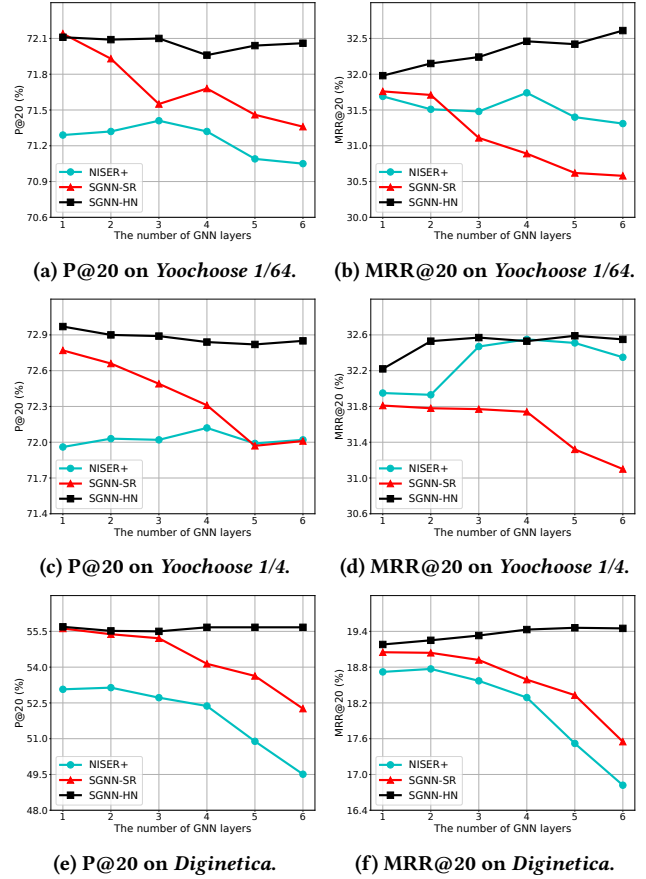 72.1
71.8
71.5
71.2
70.9
70.6
P@20 (%)
NISER+
SGNN-SR
SGNN-HN
1 2 3 4 5 6
The number of GNN layers
(a) P@20 on Yoochoose 1/64.
32.5
32.0
31.5
31.0
30.5
30.0
MRR@20 (%)
NISER+
SGNN-SR
SGNN-HN
1 2 3 4 5 6
The number of GNN layers
(b) MRR@20 on Yoochoose 1/64.
72.9
72.6
72.3
72.0
71.7
71.4
P@20 (%)
NISER+
SGNN-SR
SGNN-HN
1 2 3 4 5 6
The number of GNN layers
(c) P@20 on Yoochoose 1/4.
32.6
32.2
31.8
31.4
31.0
30.6
MRR@20 (%)
NISER+
SGNN-SR
SGNN-HN
1 2 3 4 5 6
The number of GNN layers
(d) MRR@20 on Yoochoose 1/4.
55.5
54.0
52.5
51.0
49.5
48.0
P@20 (%)
NISER+
SGNN-SR
SGNN-HN
1 2 3 4 5 6
The number of GNN layers
(e) P@20 on Diginetica.
19.4
18.8
18.2
17.6
17.0
16.4
MRR@20 (%)
NISER+
SGNN-SR
SGNN-HN
1 2 3 4 5 6
The number of GNN layers
(f) MRR@20 on Diginetica.